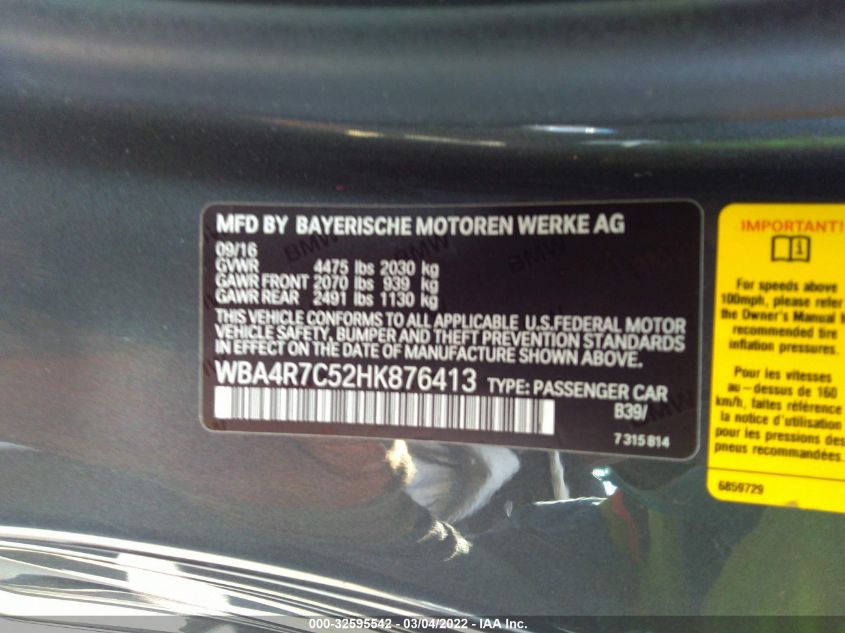 MFD BY BAYERISCHE MOTOREN WERKE AG
09/16
GVWR 4475 lbs 2030 kg
GAWR FRONT 2070 lbs 939 kg
GAWR REAR 2491 lbs 1130 kg
THIS VEHICLE CONFORMS TO ALL APPLICABLE U.S.FEDERAL MOTOR
VEHICLE SAFETY, BUMPER AND THEFT PREVENTION STANDARDS
IN EFFECT ON THE DATE OF MANUFACTURE SHOWN ABOVE.
WBA4R7C52HK876413 TYPE: PASSENGER CAR
B39/
7 315 814
IMPORTANT!
For speeds above
100mph, please refer
the Owner's Manual
recommended tire
inflation pressures.
Pour les vitesses
au-dessus de 160
km/h, faites référence
la notice d'utilisation
pour les pressions des
pneus recommandées.
6859729
000-32595542 - 03/04/2022 - IAA Inc.